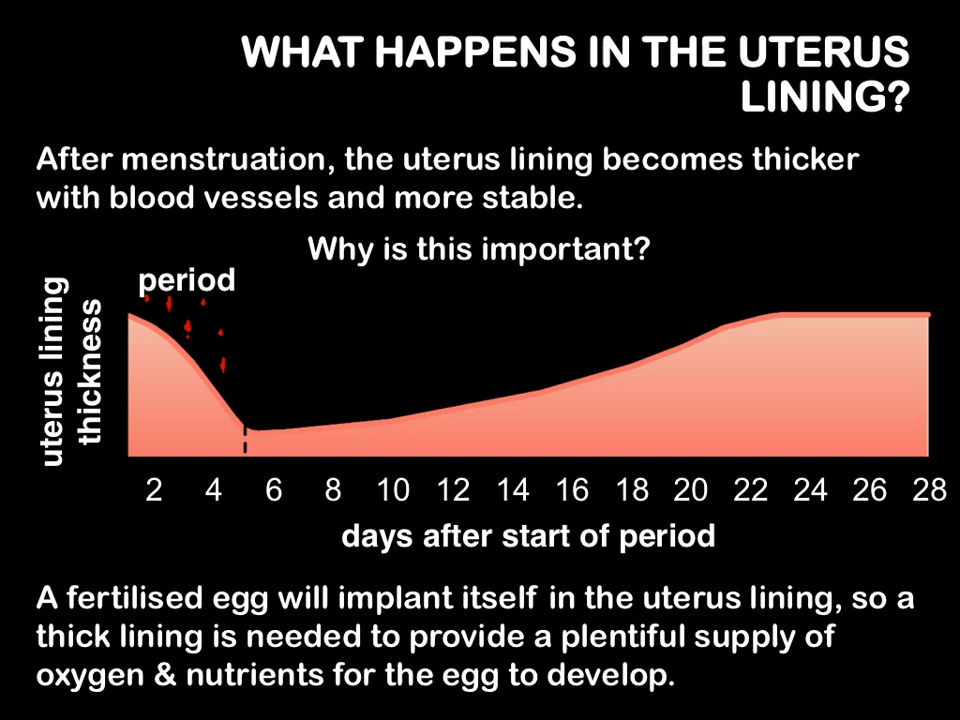 WHAT HAPPENS IN THE UTERUS
LINING?
After menstruation, the uterus lining becomes thicker
with blood vessels and more stable.
Why is this important?
period
uterus lining
thickness
2 4 6 8 10 12 14 16 18 20 22 24 26 28
days after start of period
A fertilised egg will implant itself in the uterus lining, so a
thick lining is needed to provide a plentiful supply of
oxygen & nutrients for the egg to develop.